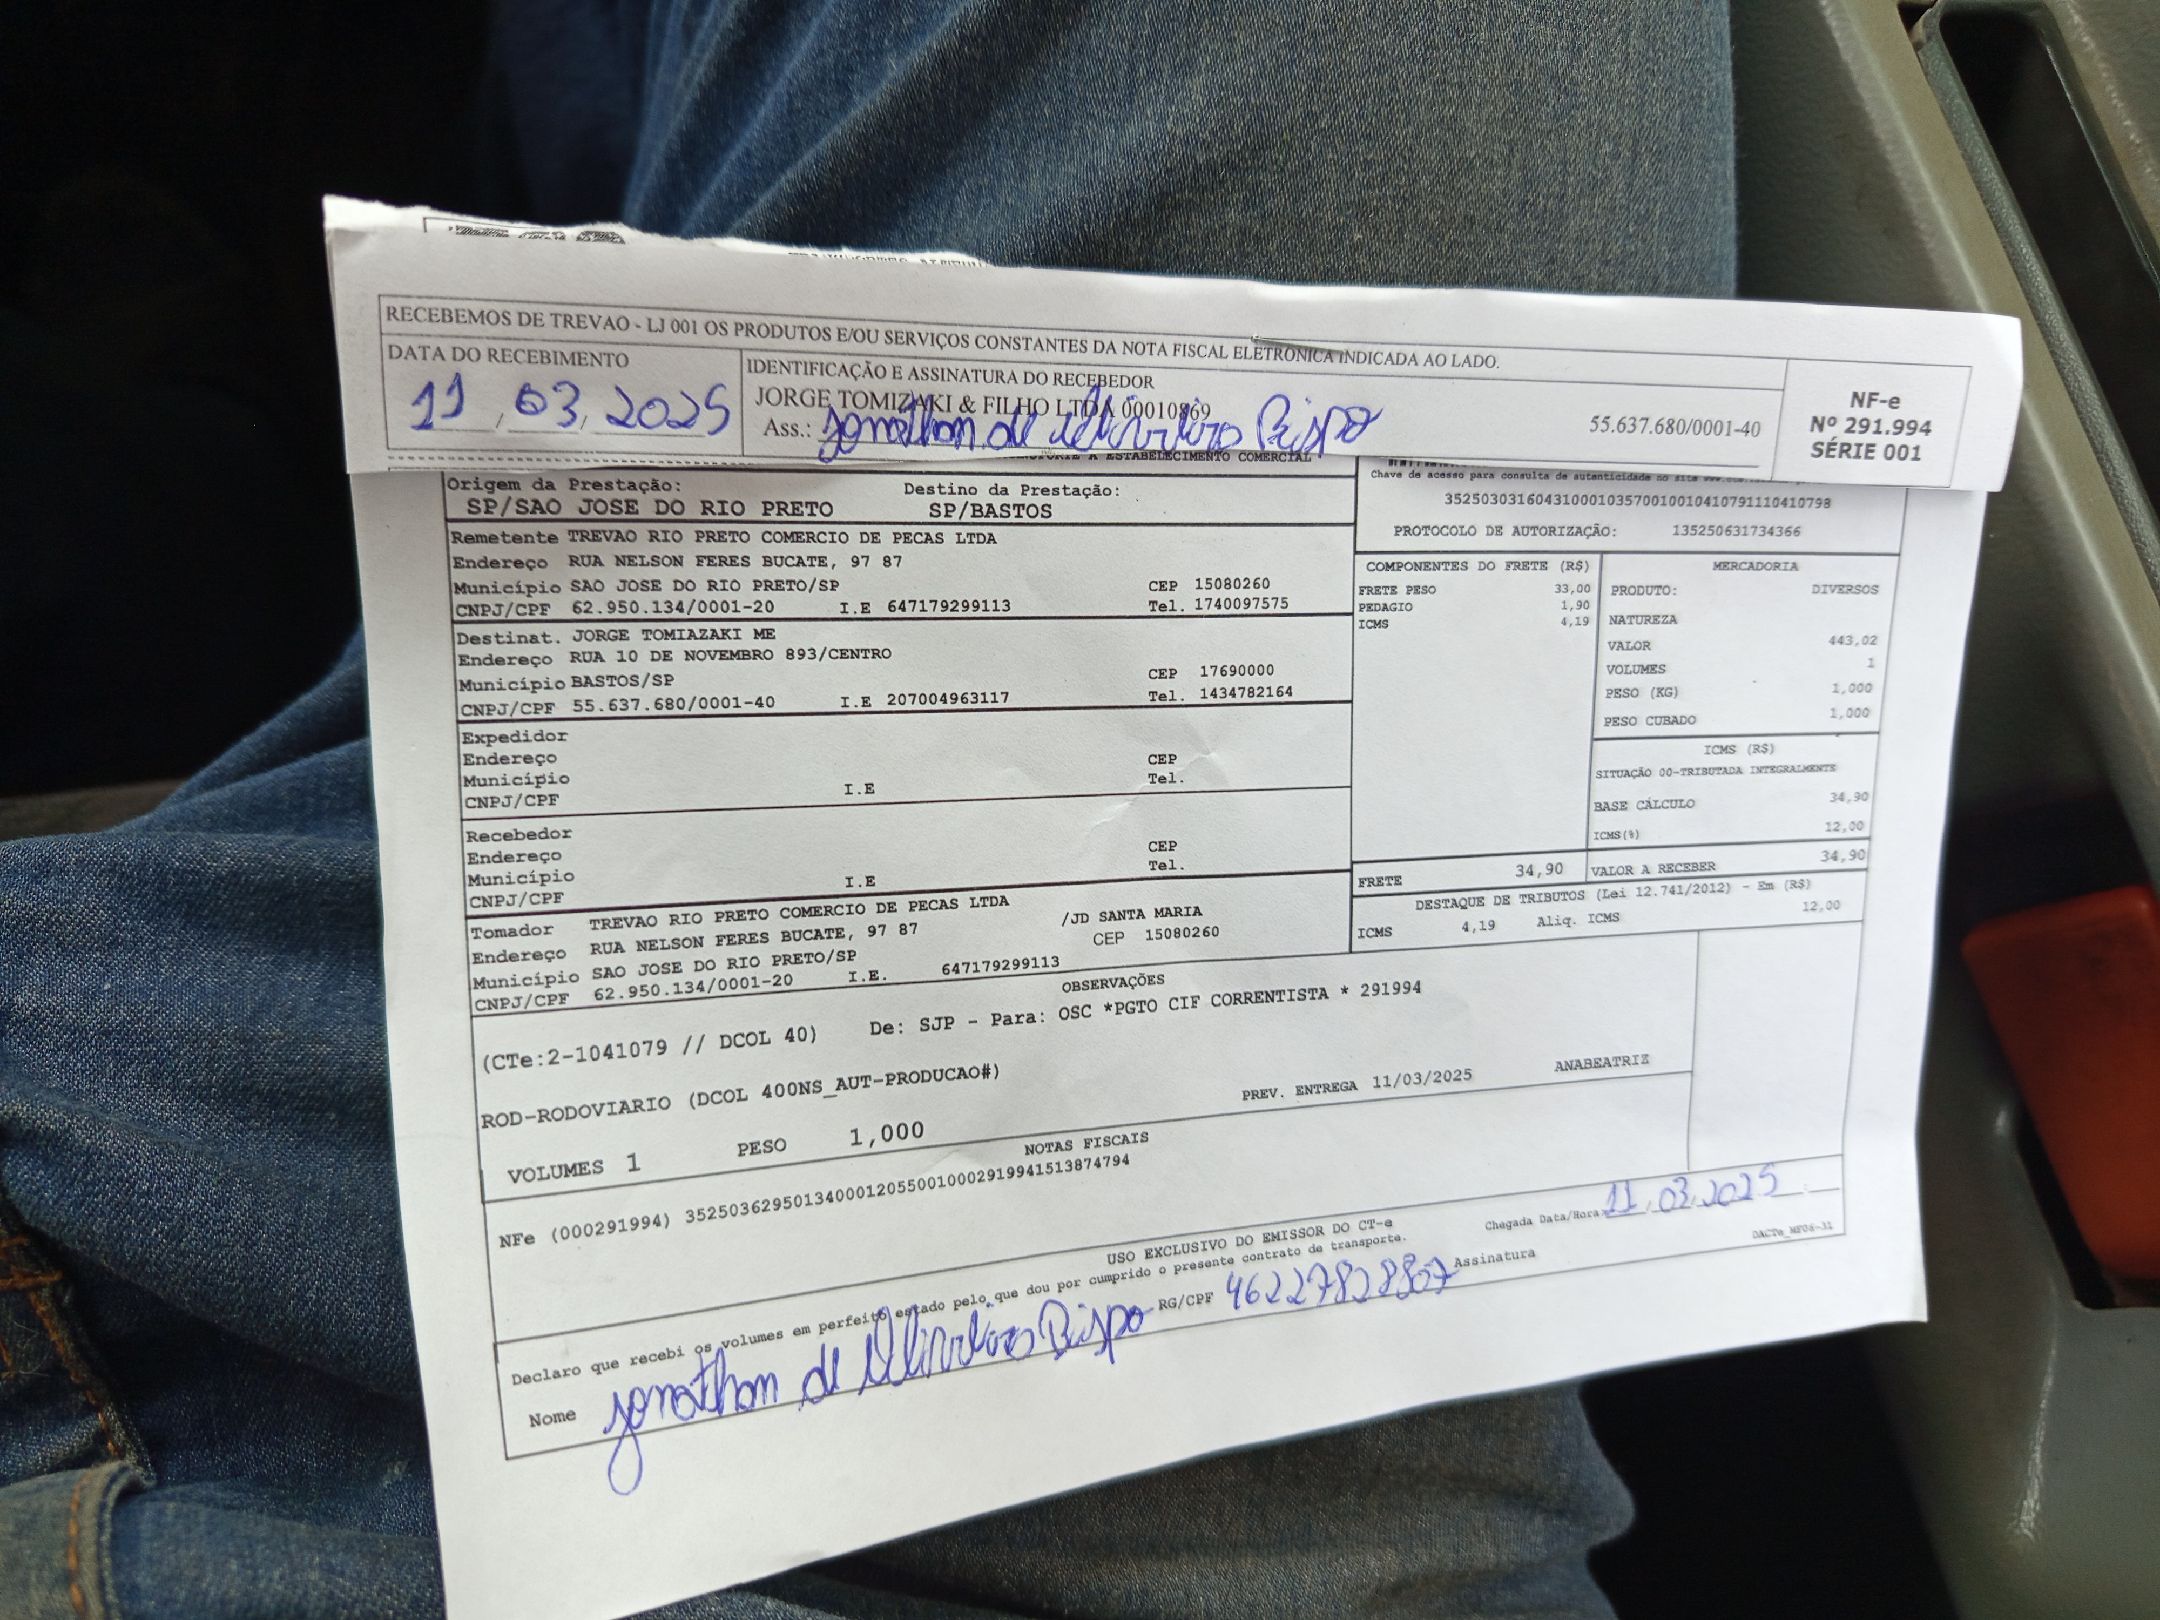 RECEBEMOS DE TREVAO - LJ 001 OS PRODUTOS E/OU SERVIÇOS CONSTANTES DA NOTA FISCAL ELETRÔNICA INDICADA AO LADO.
DATA DO RECEBIMENTO
11 , 03, 2025
IDENTIFICAÇÃO E ASSINATURA DO RECEBEDOR
JORGE TOMIZAKI & FILHO LTDA 00010869
Ass.: Jonathan de Bispo
55.637.680/0001-40
NF-e
Nº 291.994
SÉRIE 001
A ESTABELECIMENTO COMERCIAL
Origem da Prestação: Destino da Prestação:
SP/SAO JOSE DO RIO PRETO SP/BASTOS
Chave de acesso para consulta de autenticidade no site
35250303160431000103570010010410791110410798
PROTOCOLO DE AUTORIZAÇÃO: 135250631734366
Remetente TREVAO RIO PRETO COMERCIO DE PECAS LTDA
Endereço RUA NELSON FERES BUCATE, 97 87
Município SAO JOSE DO RIO PRETO/SP CEP 15080260
CNPJ/CPF 62.950.134/0001-20 I.E 647179299113 Tel. 1740097575
Destinat. JORGE TOMIAZAKI ME
Endereço RUA 10 DE NOVEMBRO 893/CENTRO
Município BASTOS/SP CEP 17690000
CNPJ/CPF 55.637.680/0001-40 I.E 207004963117 Tel. 1434782164
Expedidor
Endereço CEP
Município Tel.
CNPJ/CPF I.E
Recebedor
Endereço CEP
Município Tel.
CNPJ/CPF I.E
Tomador TREVAO RIO PRETO COMERCIO DE PECAS LTDA
Endereço RUA NELSON FERES BUCATE, 97 87 /JD SANTA MARIA
Município SAO JOSE DO RIO PRETO/SP CEP 15080260
CNPJ/CPF 62.950.134/0001-20 I.E. 647179299113
COMPONENTES DO FRETE (R$)
FRETE PESO 33,00
PEDAGIO 1,90
ICMS 4,19
MERCADORIA
PRODUTO: DIVERSOS
NATUREZA
VALOR 443,02
VOLUMES 1
PESO (KG) 1,000
PESO CUBADO 1,000
ICMS (R$)
SITUAÇÃO 00-TRIBUTADA INTEGRALMENTE
BASE CÁLCULO 34,90
ICMS(%) 12,00
FRETE 34,90 VALOR A RECEBER 34,90
DESTAQUE DE TRIBUTOS (Lei 12.741/2012) - Em (R$)
ICMS 4,19 Aliq. ICMS 12,00
OBSERVAÇÕES
(CTe:2-1041079 // DCOL 40) De: SJP - Para: OSC *PGTO CIF CORRENTISTA * 291994
ROD-RODOVIARIO (DCOL 400NS_AUT-PRODUCAO#)
PREV. ENTREGA 11/03/2025 ANABEATRIZ
VOLUMES 1 PESO 1,000
NOTAS FISCAIS
NFe (000291994) 35250362950134000120550010002919941513874794
USO EXCLUSIVO DO EMISSOR DO CT-e
Chegada Data/Hora: 11, 03, 2025
DACTe_MF06-31
Declaro que recebi os volumes em perfeito estado pelo que dou por cumprido o presente contrato de transporte.
Nome Jonathan de Bispo RG/CPF 46227828807 Assinatura